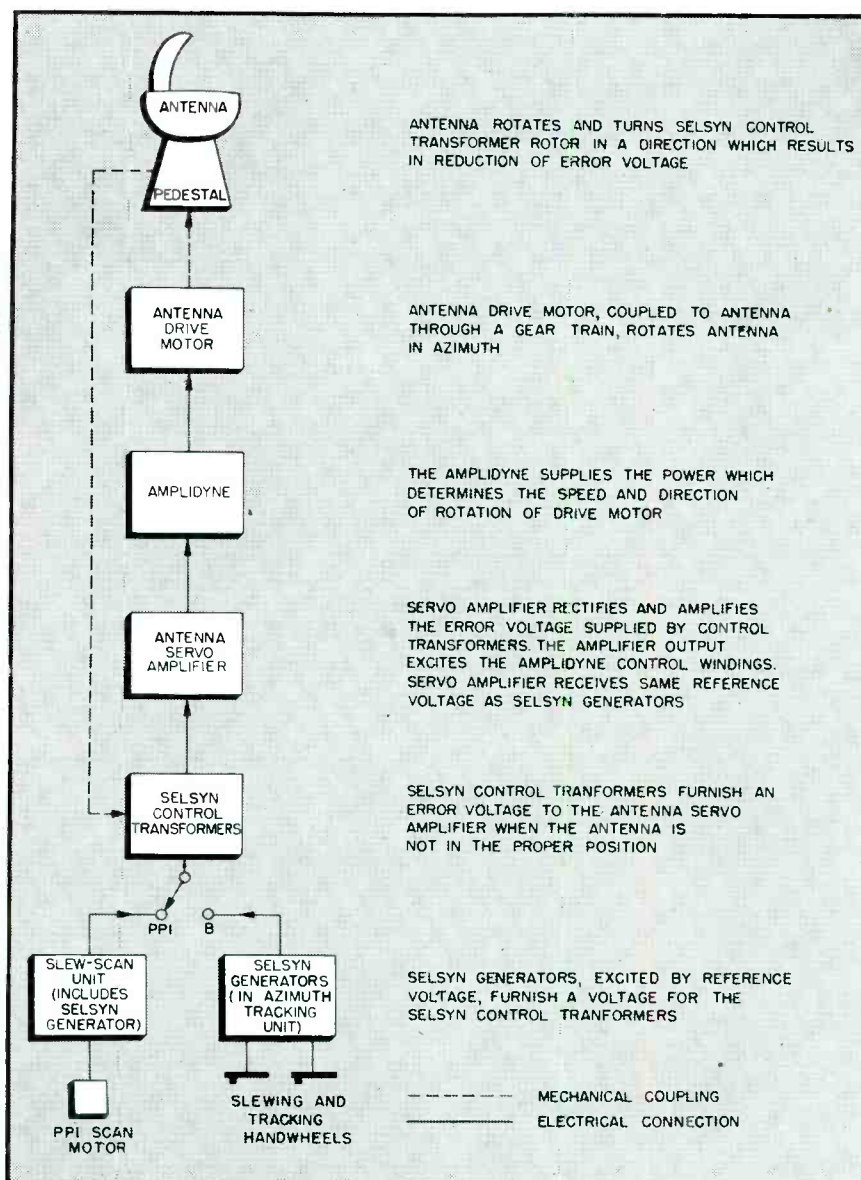 ANTENNA
PEDESTAL
ANTENNA ROTATES AND TURNS SELSYN CONTROL
TRANSFORMER ROTOR IN A DIRECTION WHICH RESULTS
IN REDUCTION OF ERROR VOLTAGE
ANTENNA
DRIVE
MOTOR
ANTENNA DRIVE MOTOR, COUPLED TO ANTENNA
THROUGH A GEAR TRAIN, ROTATES ANTENNA
IN AZIMUTH
AMPLIDYNE
THE AMPLIDYNE SUPPLIES THE POWER WHICH
DETERMINES THE SPEED AND DIRECTION
OF ROTATION OF DRIVE MOTOR
ANTENNA
SERVO
AMPLIFIER
SERVO AMPLIFIER RECTIFIES AND AMPLIFIES
THE ERROR VOLTAGE SUPPLIED BY CONTROL
TRANSFORMERS. THE AMPLIFIER OUTPUT
EXCITES THE AMPLIDYNE CONTROL WINDINGS.
SERVO AMPLIFIER RECEIVES SAME REFERENCE
VOLTAGE AS SELSYN GENERATORS
SELSYN
CONTROL
TRANSFORMERS
SELSYN CONTROL TRANFORMERS FURNISH AN
ERROR VOLTAGE TO THE ANTENNA SERVO
AMPLIFIER WHEN THE ANTENNA IS
NOT IN THE PROPER POSITION
PPI
B
SLEW-SCAN
UNIT
(INCLUDES
SELSYN
GENERATOR)
SELSYN
GENERATORS
(IN AZIMUTH
TRACKING
UNIT)
SELSYN GENERATORS, EXCITED BY REFERENCE
VOLTAGE, FURNISH A VOLTAGE FOR THE
SELSYN CONTROL TRANFORMERS
PPI SCAN
MOTOR
SLEWING AND
TRACKING
HANDWHEELS
MECHANICAL COUPLING
ELECTRICAL CONNECTION